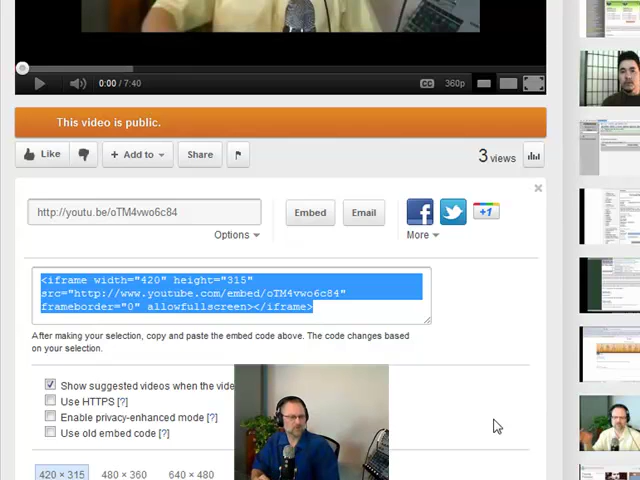 0:00 / 7:40
CC
360p
This video is public.
Like
+ Add to
Share
3 views
http://youtu.be/oTM4vwo6c84
Embed
Email
f
+1
Options
More
<iframe width="420" height="315"
src="http://www.youtube.com/embed/oTM4vwo6c84"
frameborder="0" allowfullscreen></iframe>
After making your selection, copy and paste the embed code above. The code changes based
on your selection.
Show suggested videos when the vide
Use HTTPS [?]
Enable privacy-enhanced mode [?]
Use old embed code [?]
420 × 315
480 × 360
640 × 480